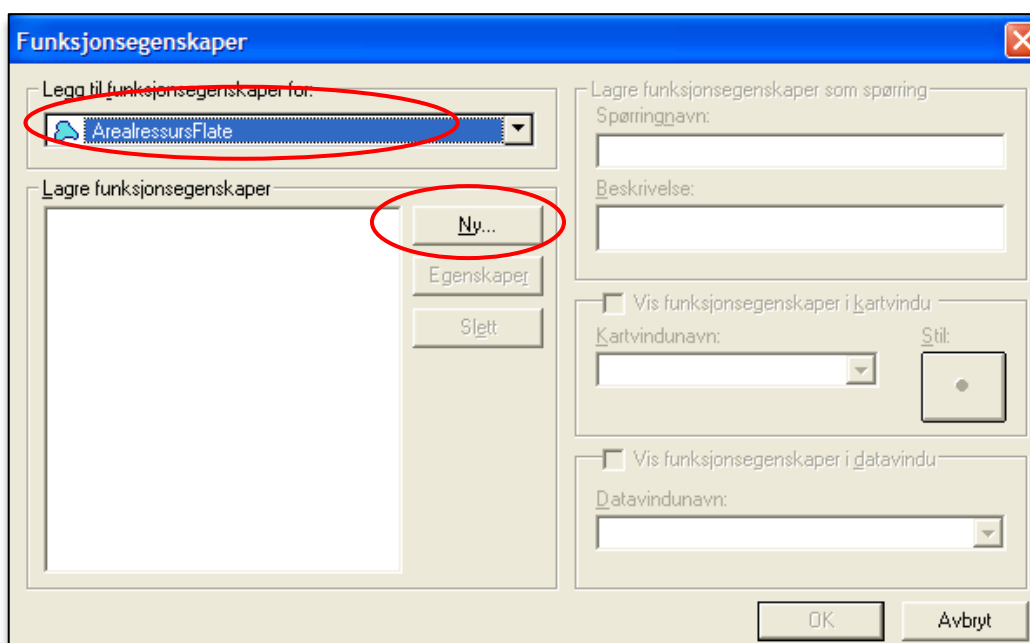 Funksjonsegenskaper
Legg til funksjonsegenskaper for:
ArealressursFlate
Lagre funksjonsegenskaper
Ny...
Egenskaper
Slett
Lagre funksjonsegenskaper som spørring
Spørringnavn:
Beskrivelse:
Vis funksjonsegenskaper i kartvindu
Kartvindunavn:
Stil:
Vis funksjonsegenskaper i datavindu
Datavindunavn:
OK
Avbryt